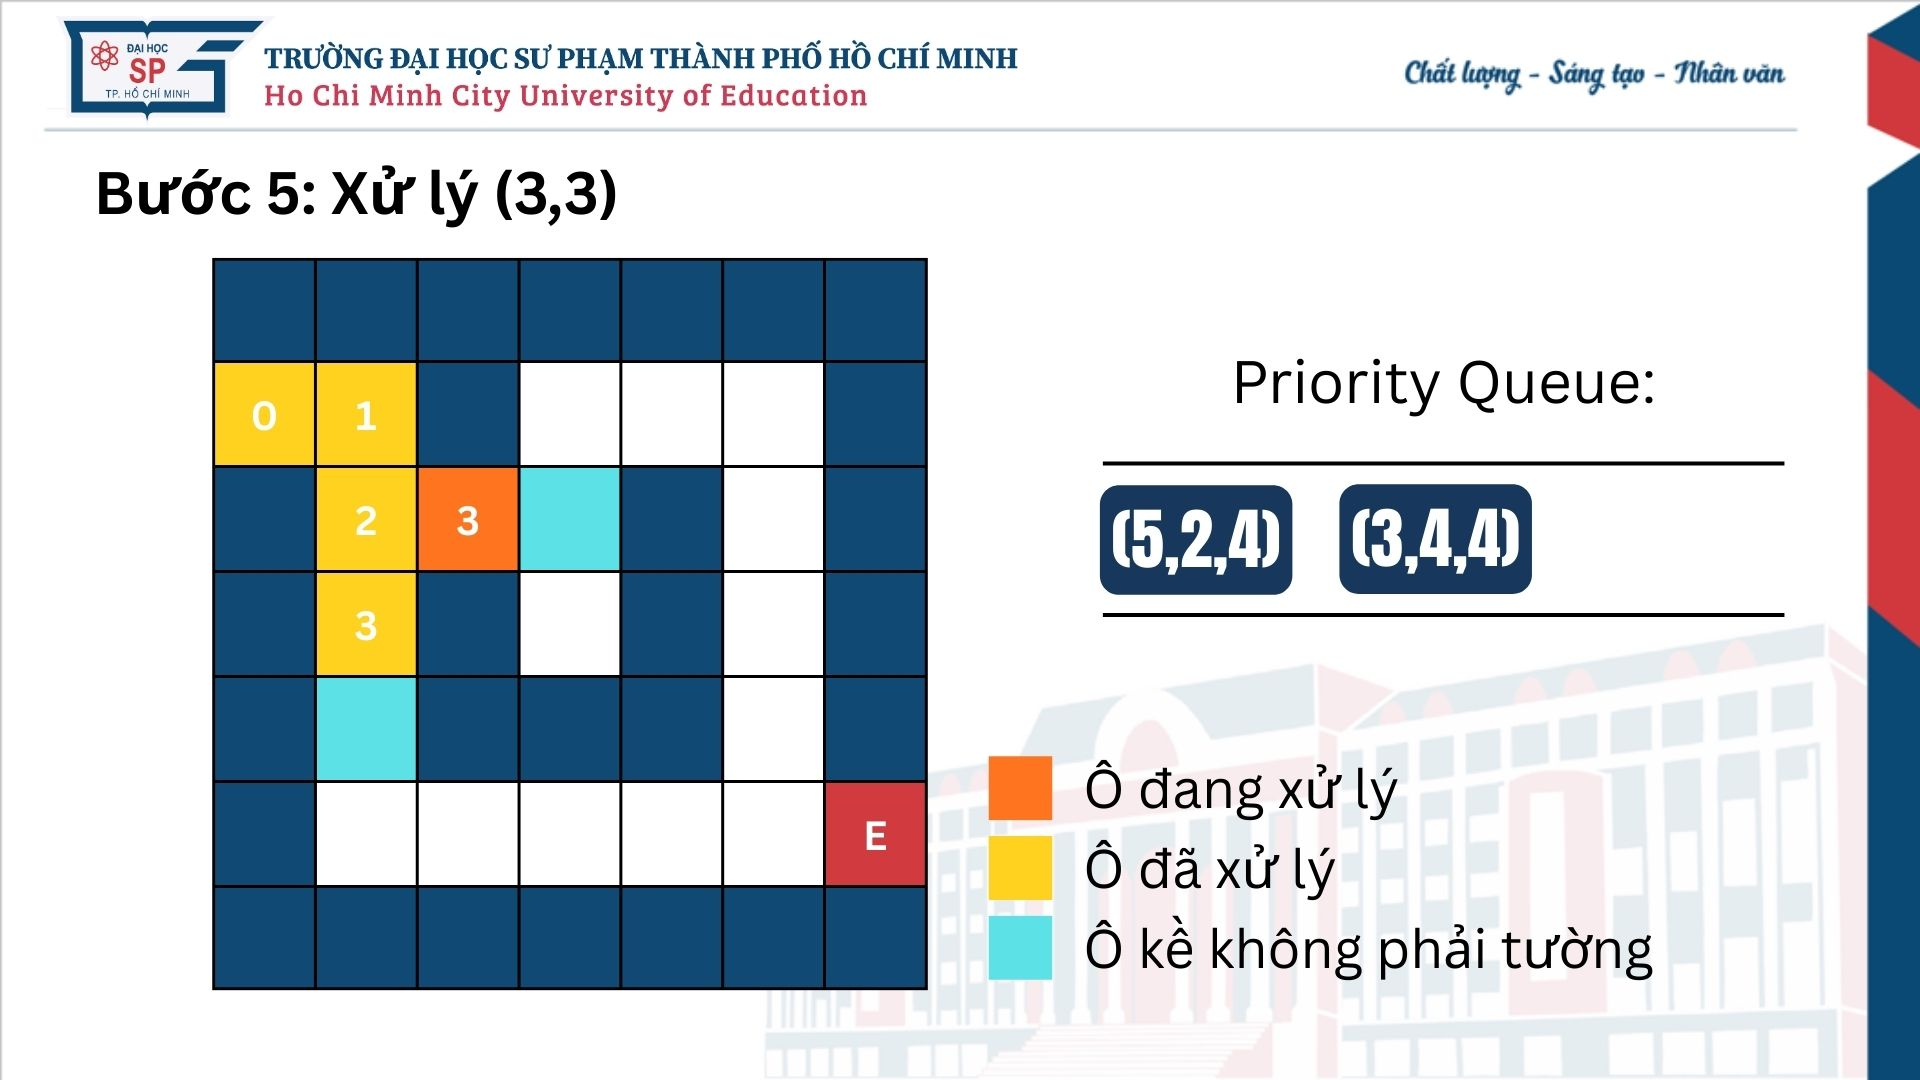 ĐẠI HỌC
SP
TP. HỒ CHÍ MINH
TRƯỜNG ĐẠI HỌC SƯ PHẠM THÀNH PHỐ HỒ CHÍ MINH
Ho Chi Minh City University of Education
Chất lượng - Sáng tạo - Nhân văn
Bước 5: Xử lý (3,3)
0 1
2 3
3
E
Priority Queue:
(5,2,4) (3,4,4)
Ô đang xử lý
Ô đã xử lý
Ô kề không phải tường